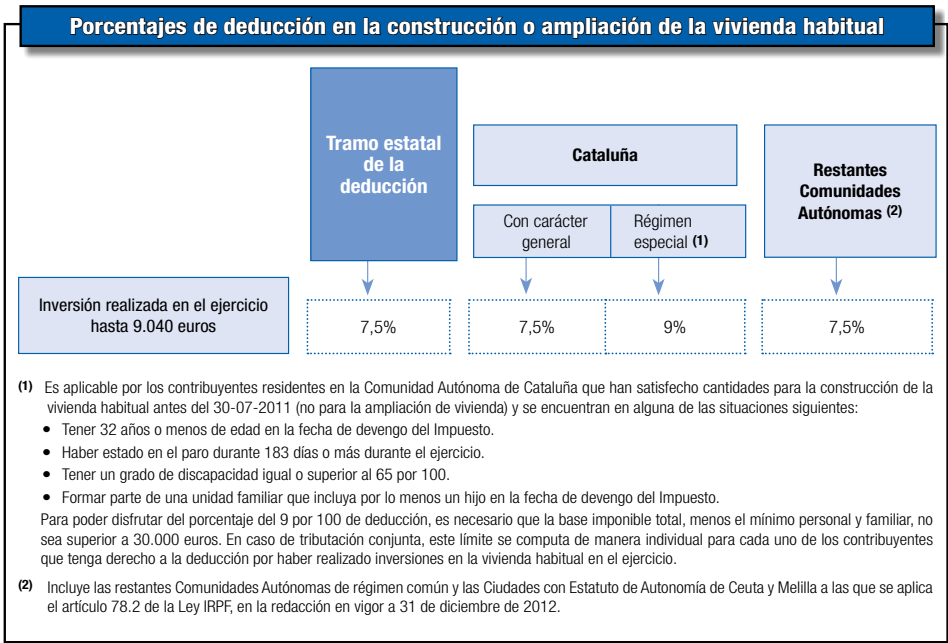 Porcentajes de deducción en la construcción o ampliación de la vivienda habitual
Tramo estatal
de la
deducción
Cataluña
Restantes
Comunidades
Autónomas (2)
Con carácter
general
Régimen
especial (1)
Inversión realizada en el ejercicio
hasta 9.040 euros
7,5%
7,5%
9%
7,5%
(1) Es aplicable por los contribuyentes residentes en la Comunidad Autónoma de Cataluña que han satisfecho cantidades para la construcción de la
vivienda habitual antes del 30-07-2011 (no para la ampliación de vivienda) y se encuentran en alguna de las situaciones siguientes:
• Tener 32 años o menos de edad en la fecha de devengo del Impuesto.
• Haber estado en el paro durante 183 días o más durante el ejercicio.
• Tener un grado de discapacidad igual o superior al 65 por 100.
• Formar parte de una unidad familiar que incluya por lo menos un hijo en la fecha de devengo del Impuesto.
Para poder disfrutar del porcentaje del 9 por 100 de deducción, es necesario que la base imponible total, menos el mínimo personal y familiar, no
sea superior a 30.000 euros. En caso de tributación conjunta, este límite se computa de manera individual para cada uno de los contribuyentes
que tenga derecho a la deducción por haber realizado inversiones en la vivienda habitual en el ejercicio.
(2) Incluye las restantes Comunidades Autónomas de régimen común y las Ciudades con Estatuto de Autonomía de Ceuta y Melilla a las que se aplica
el artículo 78.2 de la Ley IRPF, en la redacción en vigor a 31 de diciembre de 2012.